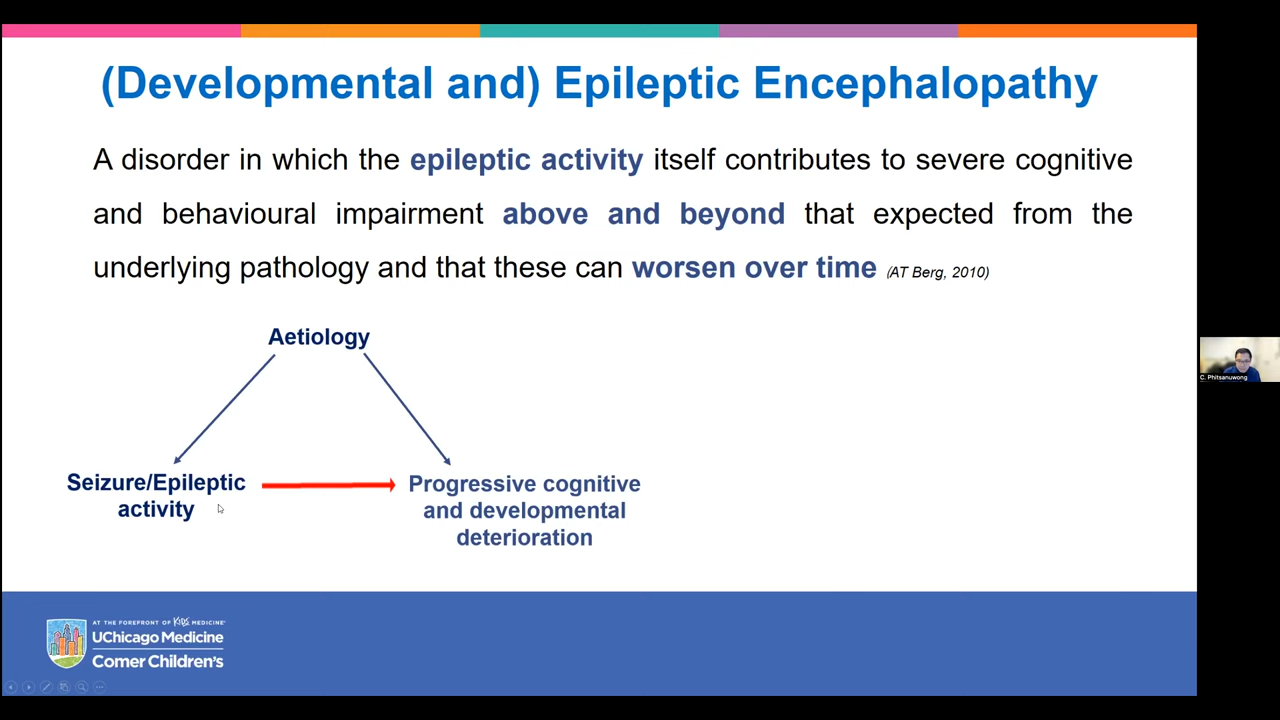 (Developmental and) Epileptic Encephalopathy
A disorder in which the epileptic activity itself contributes to severe cognitive
and behavioural impairment above and beyond that expected from the
underlying pathology and that these can worsen over time (AT Berg, 2010)
Aetiology
Seizure/Epileptic
activity
Progressive cognitive
and developmental
deterioration
C. Phitsanuwong
AT THE FOREFRONT OF KIDS MEDICINE®
UChicago Medicine
Comer Children's